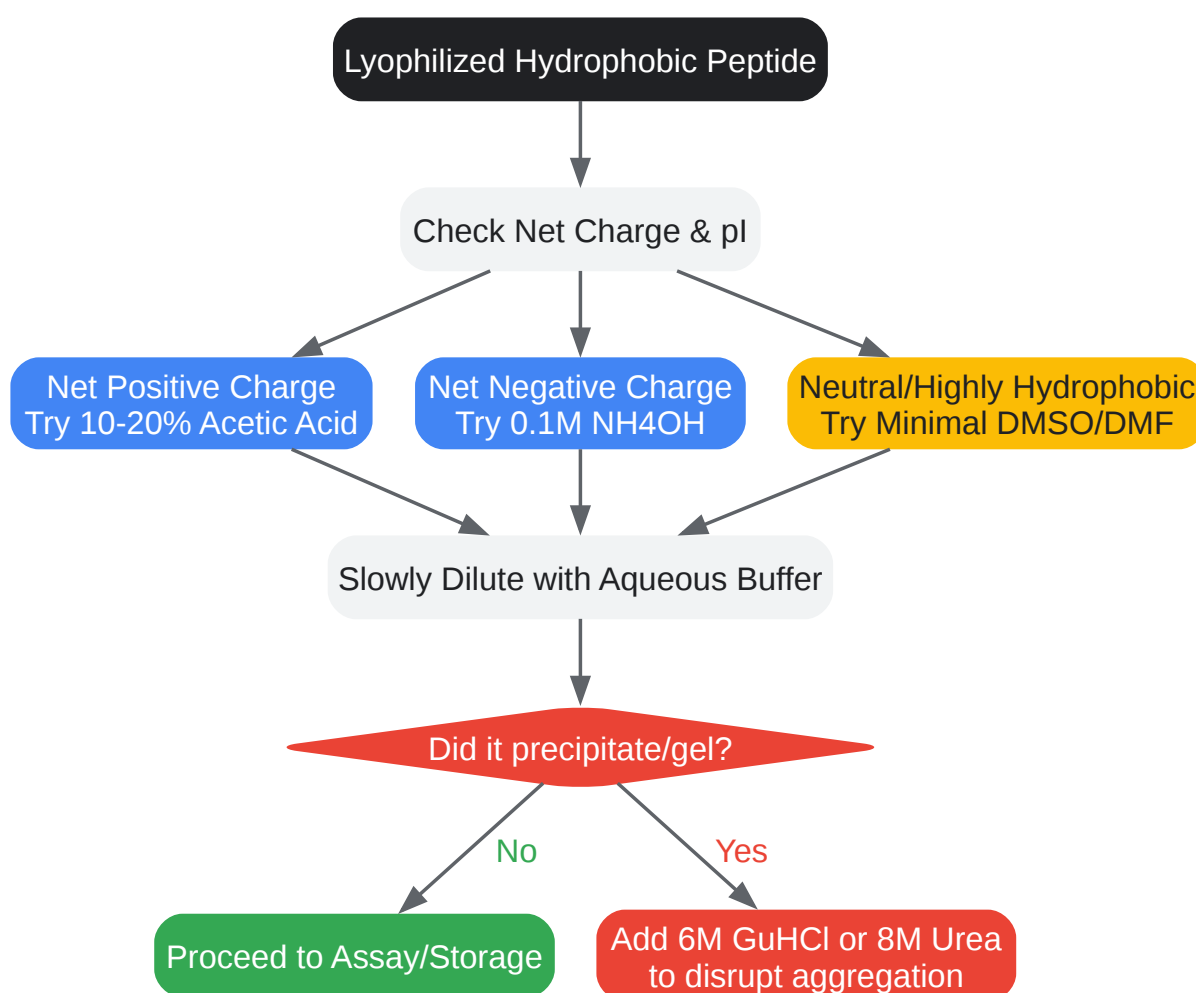 Lyophilized Hydrophobic Peptide
Check Net Charge & pI
Net Positive Charge
Try 10-20% Acetic Acid
Net Negative Charge
Try 0.1M NH4OH
Neutral/Highly Hydrophobic
Try Minimal DMSO/DMF
Slowly Dilute with Aqueous Buffer
Did it precipitate/gel?
No
Yes
Proceed to Assay/Storage
Add 6M GuHCl or 8M Urea
to disrupt aggregation